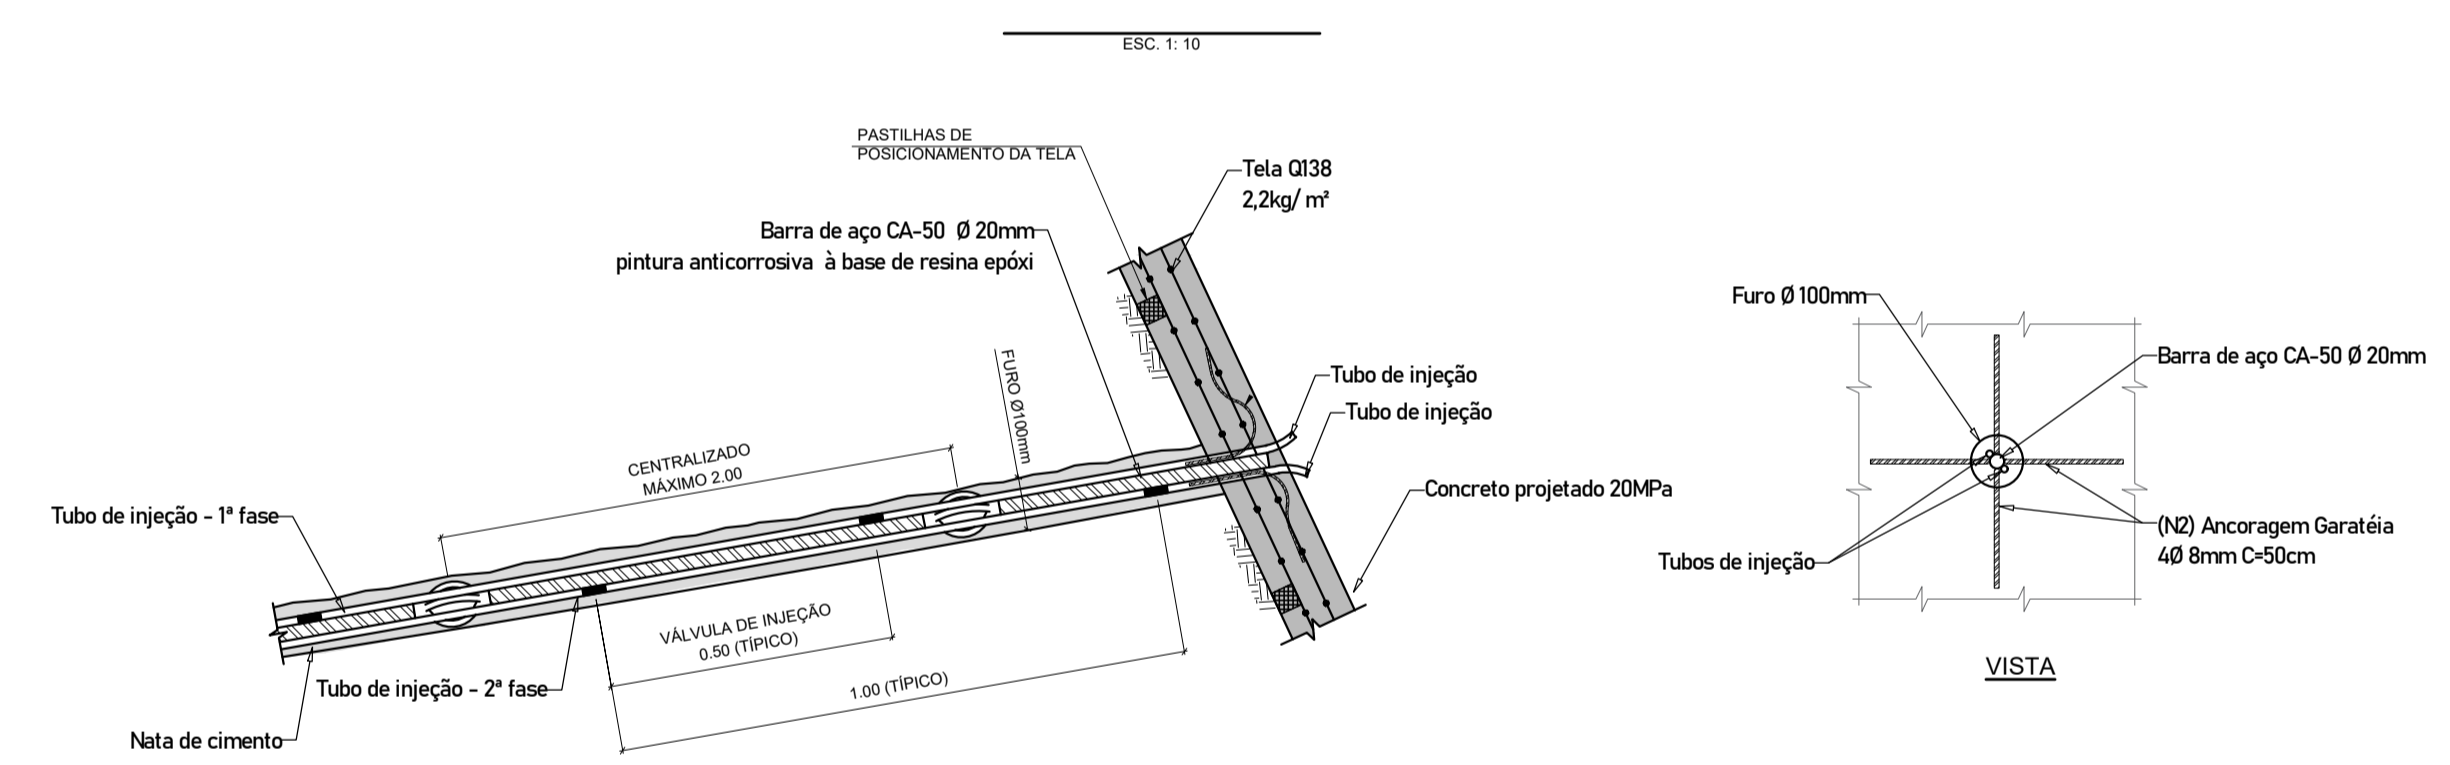 ESC. 1: 10
PASTILHAS DE
POSICIONAMENTO DA TELA
Tela Q138
2,2kg/ m²
Barra de aço CA-50 Ø 20mm
pintura anticorrosiva à base de resina epóxi
FURO Ø100mm
Tubo de injeção
Tubo de injeção
CENTRALIZADO
MÁXIMO 2.00
Concreto projetado 20MPa
Tubo de injeção - 1ª fase
VÁLVULA DE INJEÇÃO
0.50 (TÍPICO)
1.00 (TÍPICO)
Tubo de injeção - 2ª fase
Nata de cimento
Furo Ø 100mm
Barra de aço CA-50 Ø 20mm
(N2) Ancoragem Garatéia
4Ø 8mm C=50cm
Tubos de injeção
VISTA